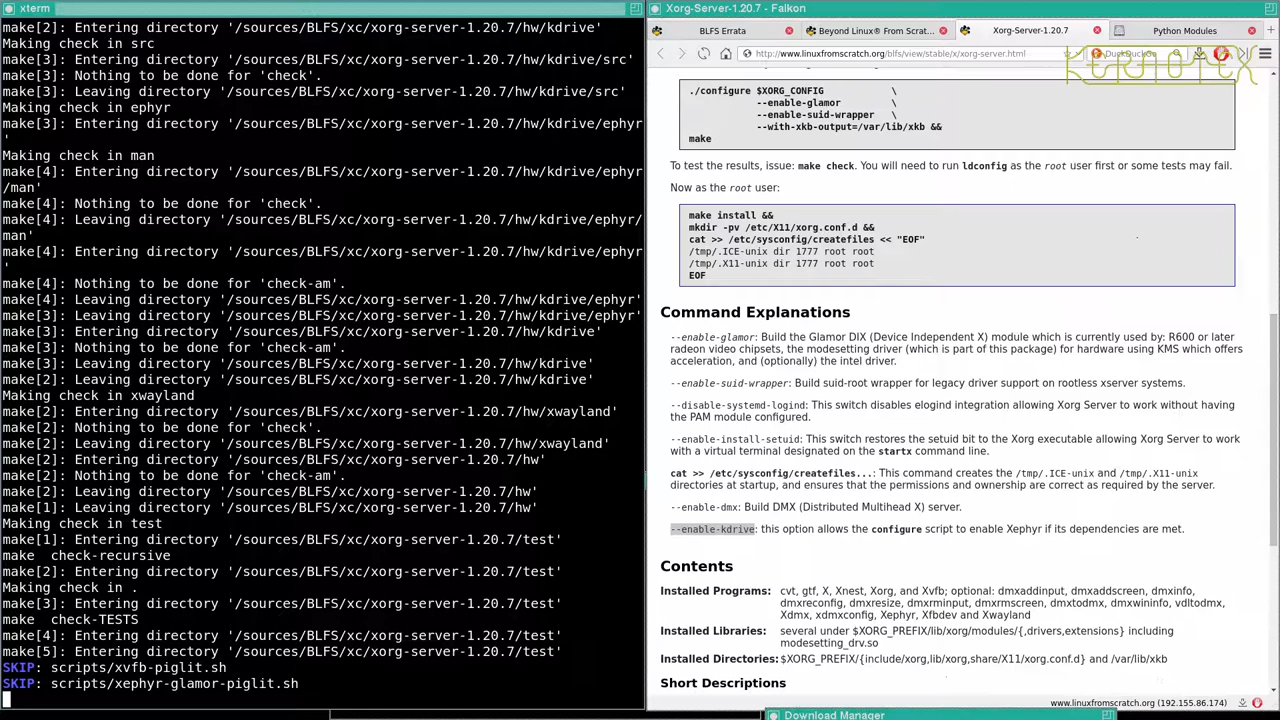 xterm
make[2]: Entering directory '/sources/BLFS/xc/xorg-server-1.20.7/hw/kdrive'
Making check in src
make[3]: Entering directory '/sources/BLFS/xc/xorg-server-1.20.7/hw/kdrive/src'
make[3]: Nothing to be done for 'check'.
make[3]: Leaving directory '/sources/BLFS/xc/xorg-server-1.20.7/hw/kdrive/src'
Making check in ephyr
make[3]: Entering directory '/sources/BLFS/xc/xorg-server-1.20.7/hw/kdrive/ephyr
'
Making check in man
make[4]: Entering directory '/sources/BLFS/xc/xorg-server-1.20.7/hw/kdrive/ephyr
/man'
make[4]: Nothing to be done for 'check'.
make[4]: Leaving directory '/sources/BLFS/xc/xorg-server-1.20.7/hw/kdrive/ephyr/
man'
make[4]: Entering directory '/sources/BLFS/xc/xorg-server-1.20.7/hw/kdrive/ephyr
'
make[4]: Nothing to be done for 'check-am'.
make[4]: Leaving directory '/sources/BLFS/xc/xorg-server-1.20.7/hw/kdrive/ephyr'
make[3]: Leaving directory '/sources/BLFS/xc/xorg-server-1.20.7/hw/kdrive/ephyr'
make[3]: Entering directory '/sources/BLFS/xc/xorg-server-1.20.7/hw/kdrive'
make[3]: Nothing to be done for 'check-am'.
make[3]: Leaving directory '/sources/BLFS/xc/xorg-server-1.20.7/hw/kdrive'
make[2]: Leaving directory '/sources/BLFS/xc/xorg-server-1.20.7/hw/kdrive'
Making check in xwayland
make[2]: Entering directory '/sources/BLFS/xc/xorg-server-1.20.7/hw/xwayland'
make[2]: Nothing to be done for 'check'.
make[2]: Leaving directory '/sources/BLFS/xc/xorg-server-1.20.7/hw/xwayland'
make[2]: Entering directory '/sources/BLFS/xc/xorg-server-1.20.7/hw'
make[2]: Nothing to be done for 'check-am'.
make[2]: Leaving directory '/sources/BLFS/xc/xorg-server-1.20.7/hw'
make[1]: Leaving directory '/sources/BLFS/xc/xorg-server-1.20.7/hw'
Making check in test
make[1]: Entering directory '/sources/BLFS/xc/xorg-server-1.20.7/test'
make  check-recursive
make[2]: Entering directory '/sources/BLFS/xc/xorg-server-1.20.7/test'
Making check in .
make[3]: Entering directory '/sources/BLFS/xc/xorg-server-1.20.7/test'
make  check-TESTS
make[4]: Entering directory '/sources/BLFS/xc/xorg-server-1.20.7/test'
make[5]: Entering directory '/sources/BLFS/xc/xorg-server-1.20.7/test'
SKIP: scripts/xvfb-piglit.sh
SKIP: scripts/xephyr-glamor-piglit.sh
Xorg-Server-1.20.7 - Falkon
BLFS Errata
Beyond Linux® From Scrat...
Xorg-Server-1.20.7
Python Modules
http://www.linuxfromscratch.org/blfs/view/stable/x/xorg-server.html
DuckDuckGo
KERNOTEX
./configure $XORG_CONFIG \
--enable-glamor \
--enable-suid-wrapper \
--with-xkb-output=/var/lib/xkb &&
make
To test the results, issue: make check. You will need to run ldconfig as the root user first or some tests may fail.
Now as the root user:
make install &&
mkdir -pv /etc/X11/xorg.conf.d &&
cat >> /etc/sysconfig/createfiles << "EOF"
/tmp/.ICE-unix dir 1777 root root
/tmp/.X11-unix dir 1777 root root
EOF
Command Explanations
--enable-glamor: Build the Glamor DIX (Device Independent X) module which is currently used by: R600 or later
radeon video chipsets, the modesetting driver (which is part of this package) for hardware using KMS which offers
acceleration, and (optionally) the intel driver.
--enable-suid-wrapper: Build suid-root wrapper for legacy driver support on rootless xserver systems.
--disable-systemd-logind: This switch disables elogind integration allowing Xorg Server to work without having
the PAM module configured.
--enable-install-setuid: This switch restores the setuid bit to the Xorg executable allowing Xorg Server to work
with a virtual terminal designated on the startx command line.
cat >> /etc/sysconfig/createfiles...: This command creates the /tmp/.ICE-unix and /tmp/.X11-unix
directories at startup, and ensures that the permissions and ownership are correct as required by the server.
--enable-dmx: Build DMX (Distributed Multihead X) server.
--enable-kdrive: this option allows the configure script to enable Xephyr if its dependencies are met.
Contents
Installed Programs: cvt, gtf, X, Xnest, Xorg, and Xvfb; optional: dmxaddinput, dmxaddscreen, dmxinfo,
dmxreconfig, dmxresize, dmxrminput, dmxrmscreen, dmxtodmx, dmxwininfo, vdltodmx,
Xdmx, xdmxconfig, Xephyr, Xfbdev and Xwayland
Installed Libraries: several under $XORG_PREFIX/lib/xorg/modules/{,drivers,extensions} including
modesetting_drv.so
Installed Directories: $XORG_PREFIX/{include/xorg,lib/xorg,share/X11/xorg.conf.d} and /var/lib/xkb
Short Descriptions
www.linuxfromscratch.org (192.155.86.174)
Download Manager